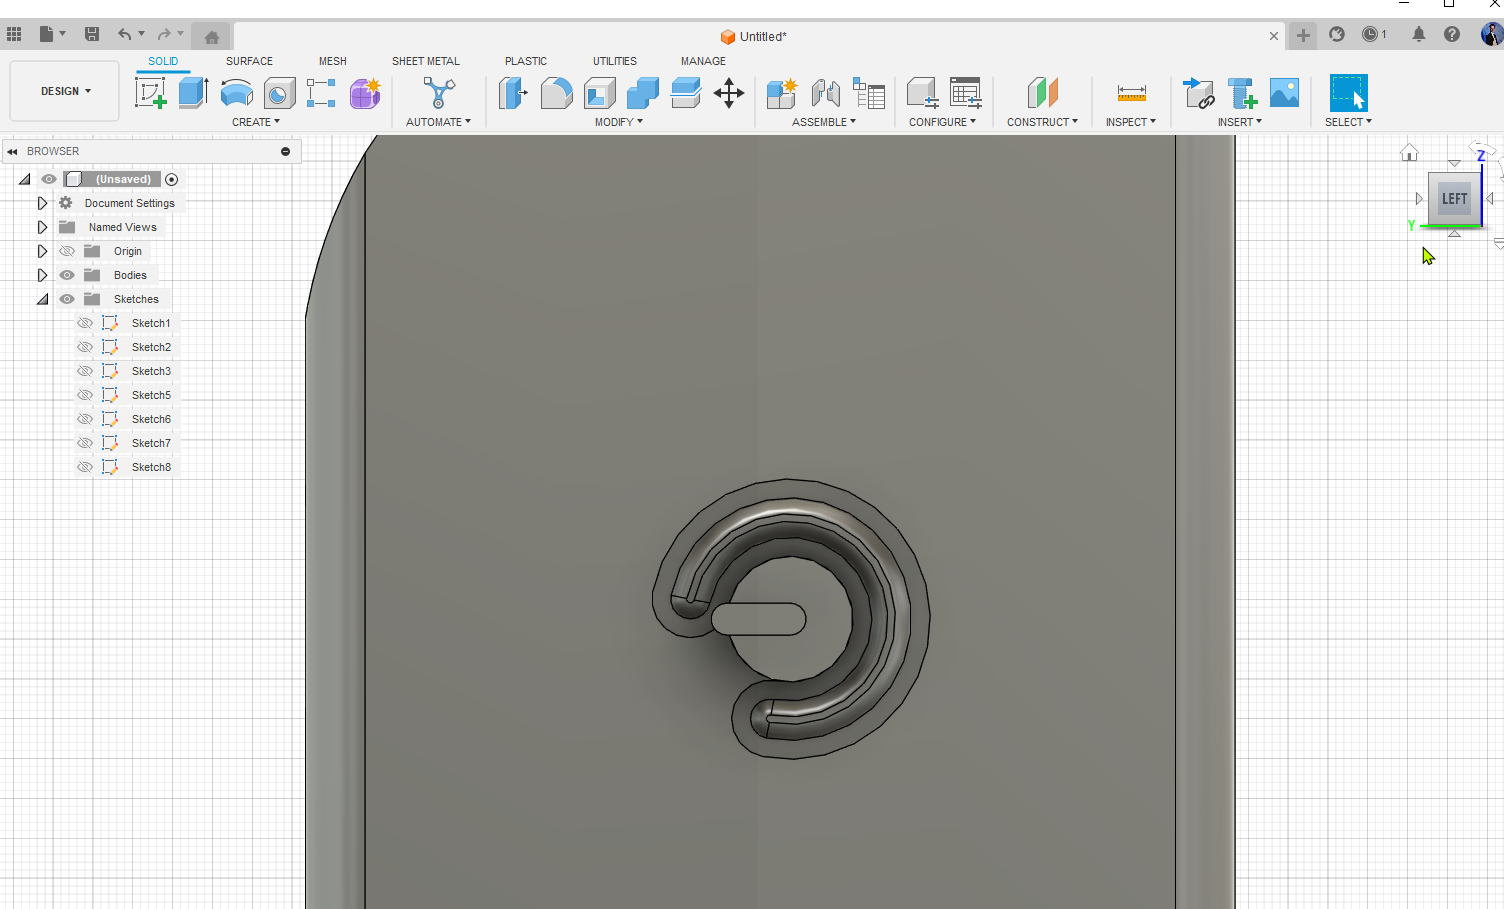 Untitled*
1
DESIGN
SOLID
SURFACE
MESH
SHEET METAL
PLASTIC
UTILITIES
MANAGE
CREATE
AUTOMATE
MODIFY
ASSEMBLE
CONFIGURE
CONSTRUCT
INSPECT
INSERT
SELECT
BROWSER
(Unsaved)
Document Settings
Named Views
Origin
Bodies
Sketches
Sketch1
Sketch2
Sketch3
Sketch5
Sketch6
Sketch7
Sketch8
Z
LEFT
Y